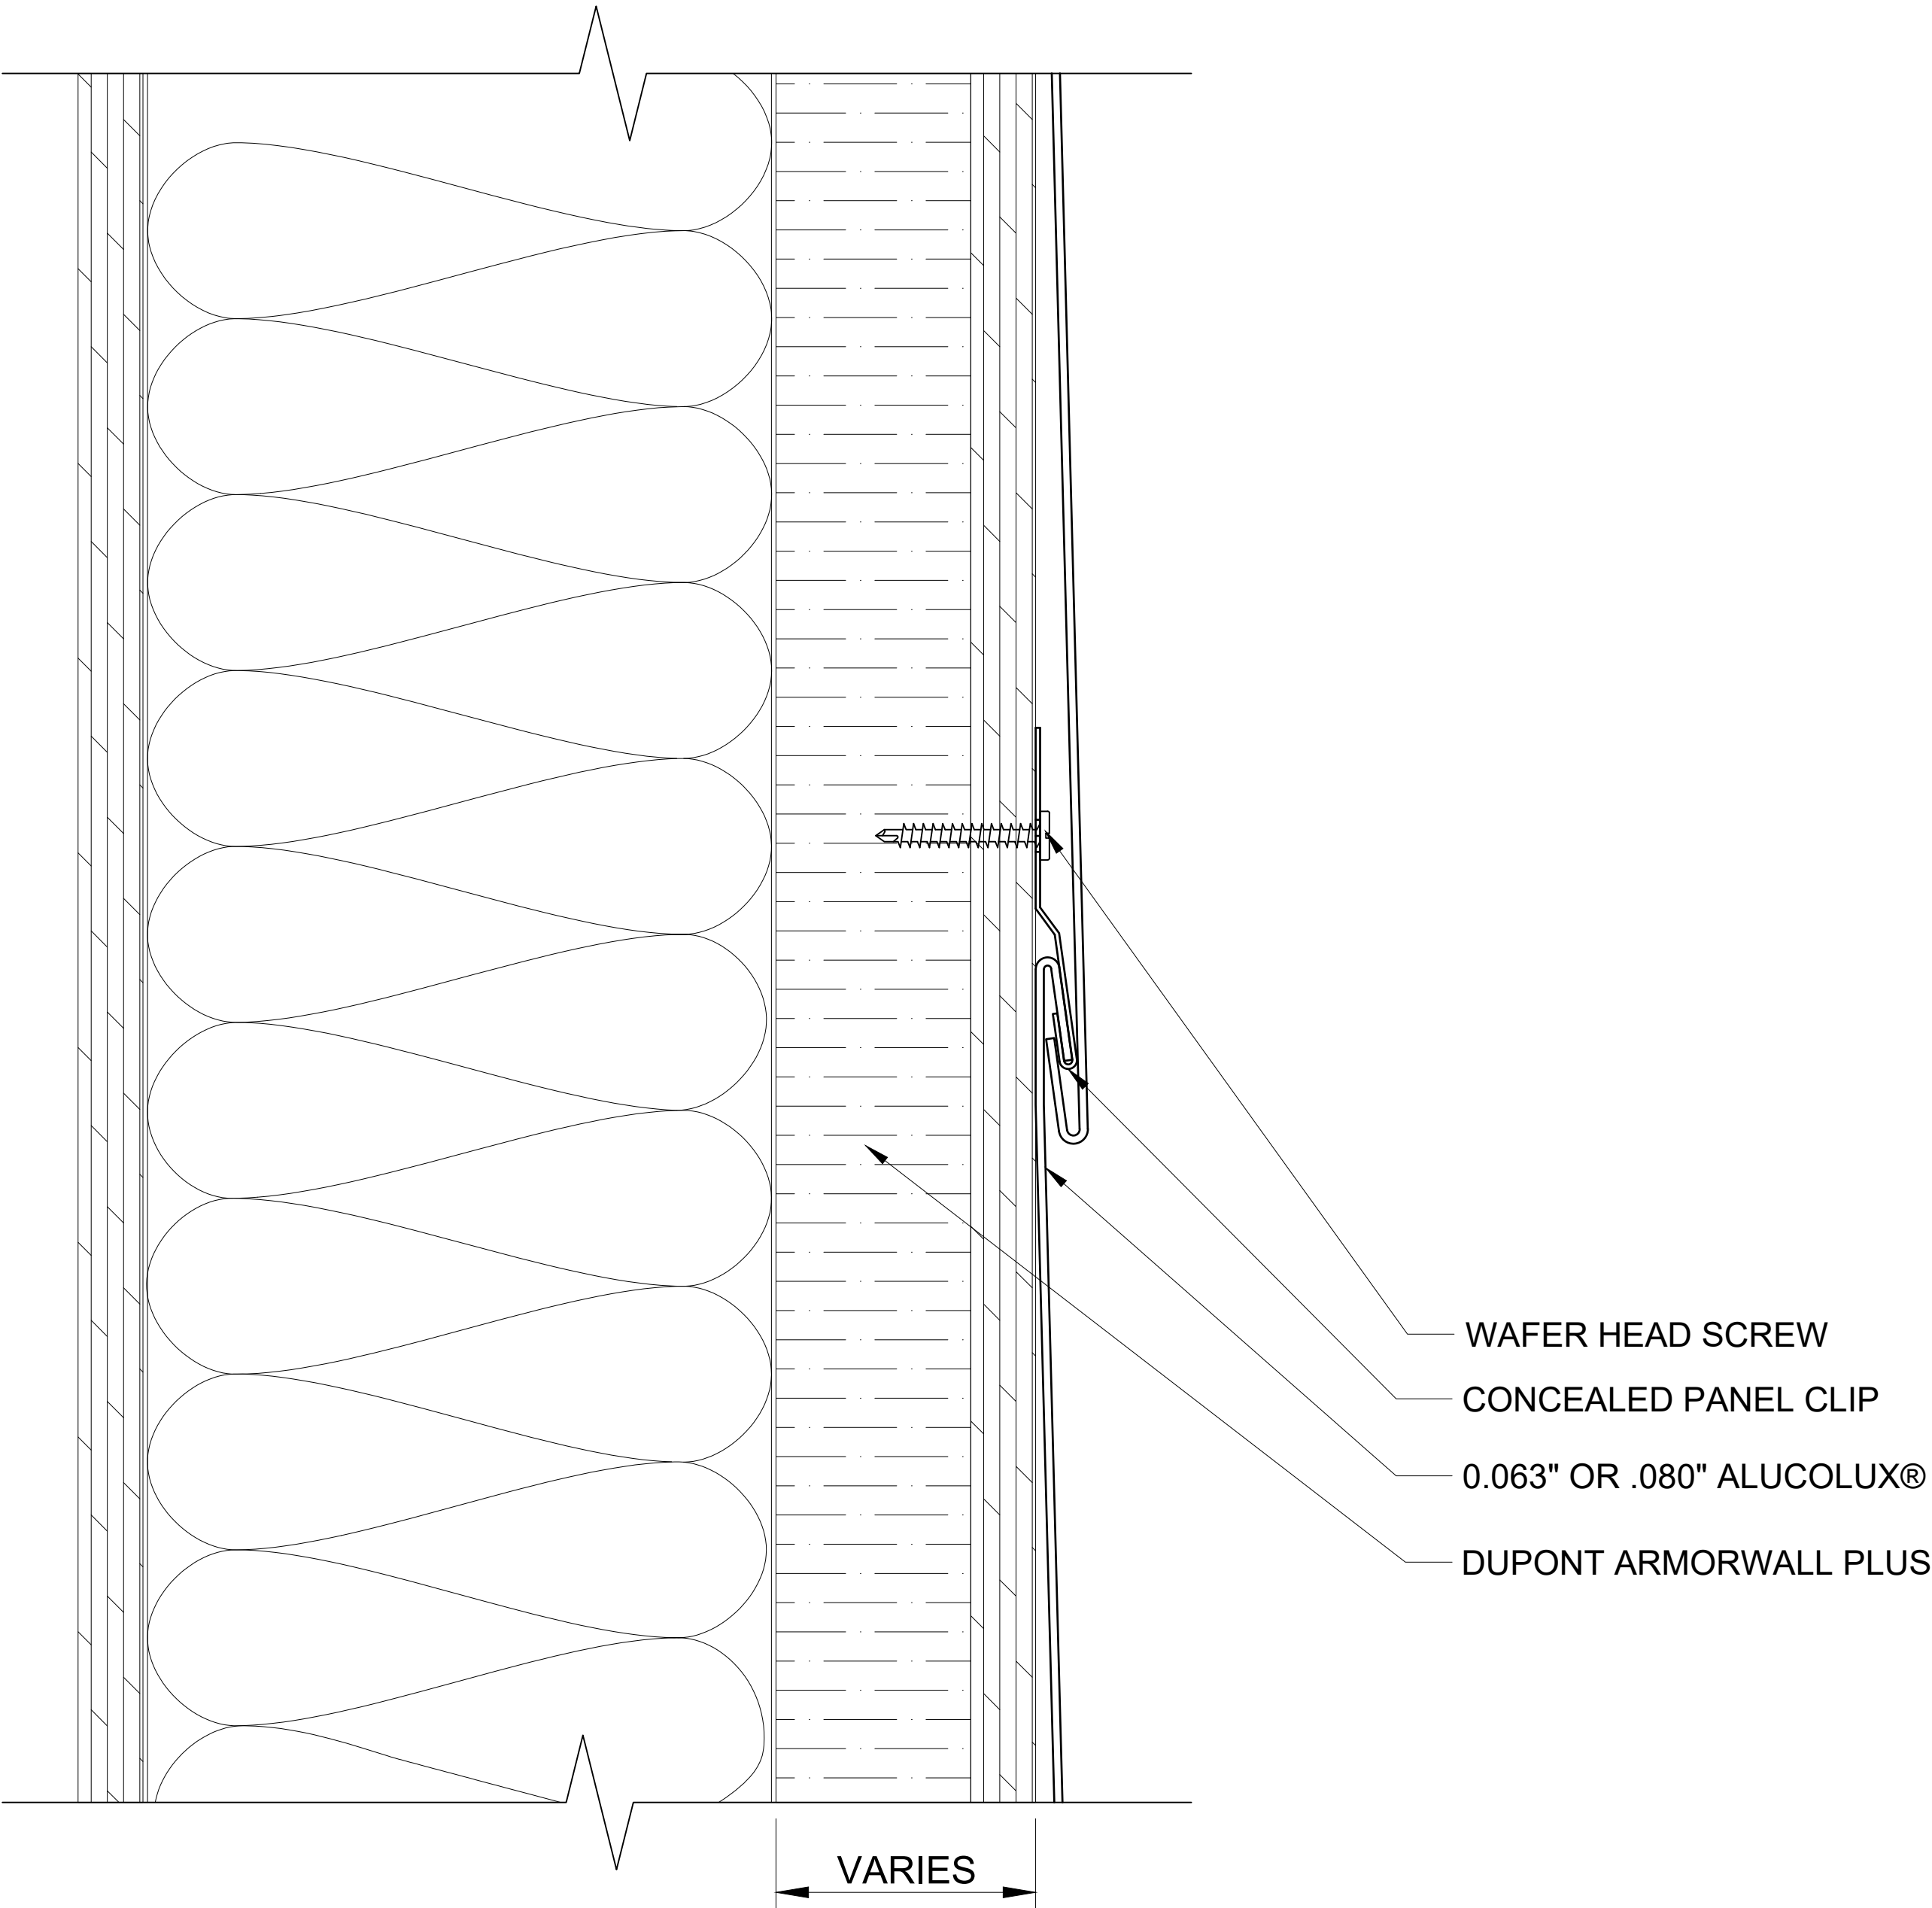 WAFER HEAD SCREW
CONCEALED PANEL CLIP
0.063" OR .080" ALUCOLUX®
DUPONT ARMORWALL PLUS
VARIES